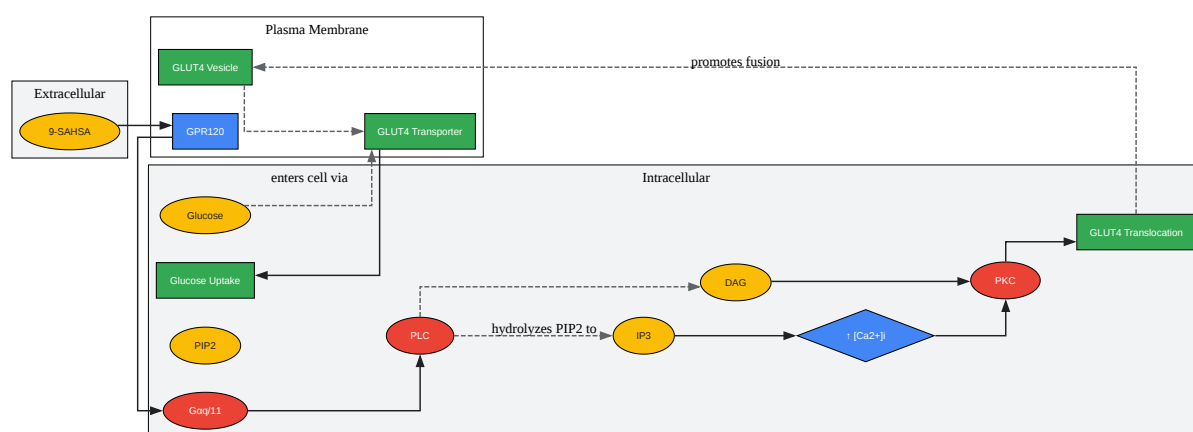 Plasma Membrane
GLUT4 Vesicle
promotes fusion
Extracellular
9-SAHSA
GPR120
GLUT4 Transporter
enters cell via
Intracellular
Glucose
GLUT4 Translocation
Glucose Uptake
DAG
PKC
PLC
hydrolyzes PIP2 to
IP3
↑ [Ca2+]i
PIP2
Gαq/11